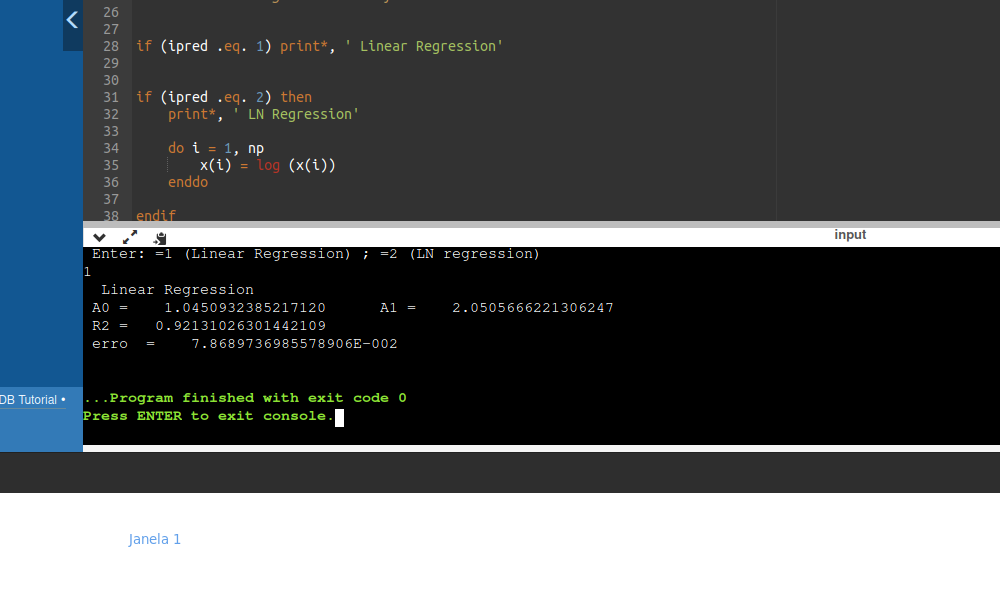 26
27
28 if (ipred .eq. 1) print*, ' Linear Regression'
29
30
31 if (ipred .eq. 2) then
32 print*, ' LN Regression'
33
34 do i = 1, np
35 x(i) = log (x(i))
36 enddo
37
38 endif
input
Enter: =1 (Linear Regression) ; =2 (LN regression)
1
Linear Regression
A0 = 1.0450932385217120 A1 = 2.0505666221306247
R2 = 0.92131026301442109
erro = 7.8689736985578906E-002
DB Tutorial •
...Program finished with exit code 0
Press ENTER to exit console.
Janela 1